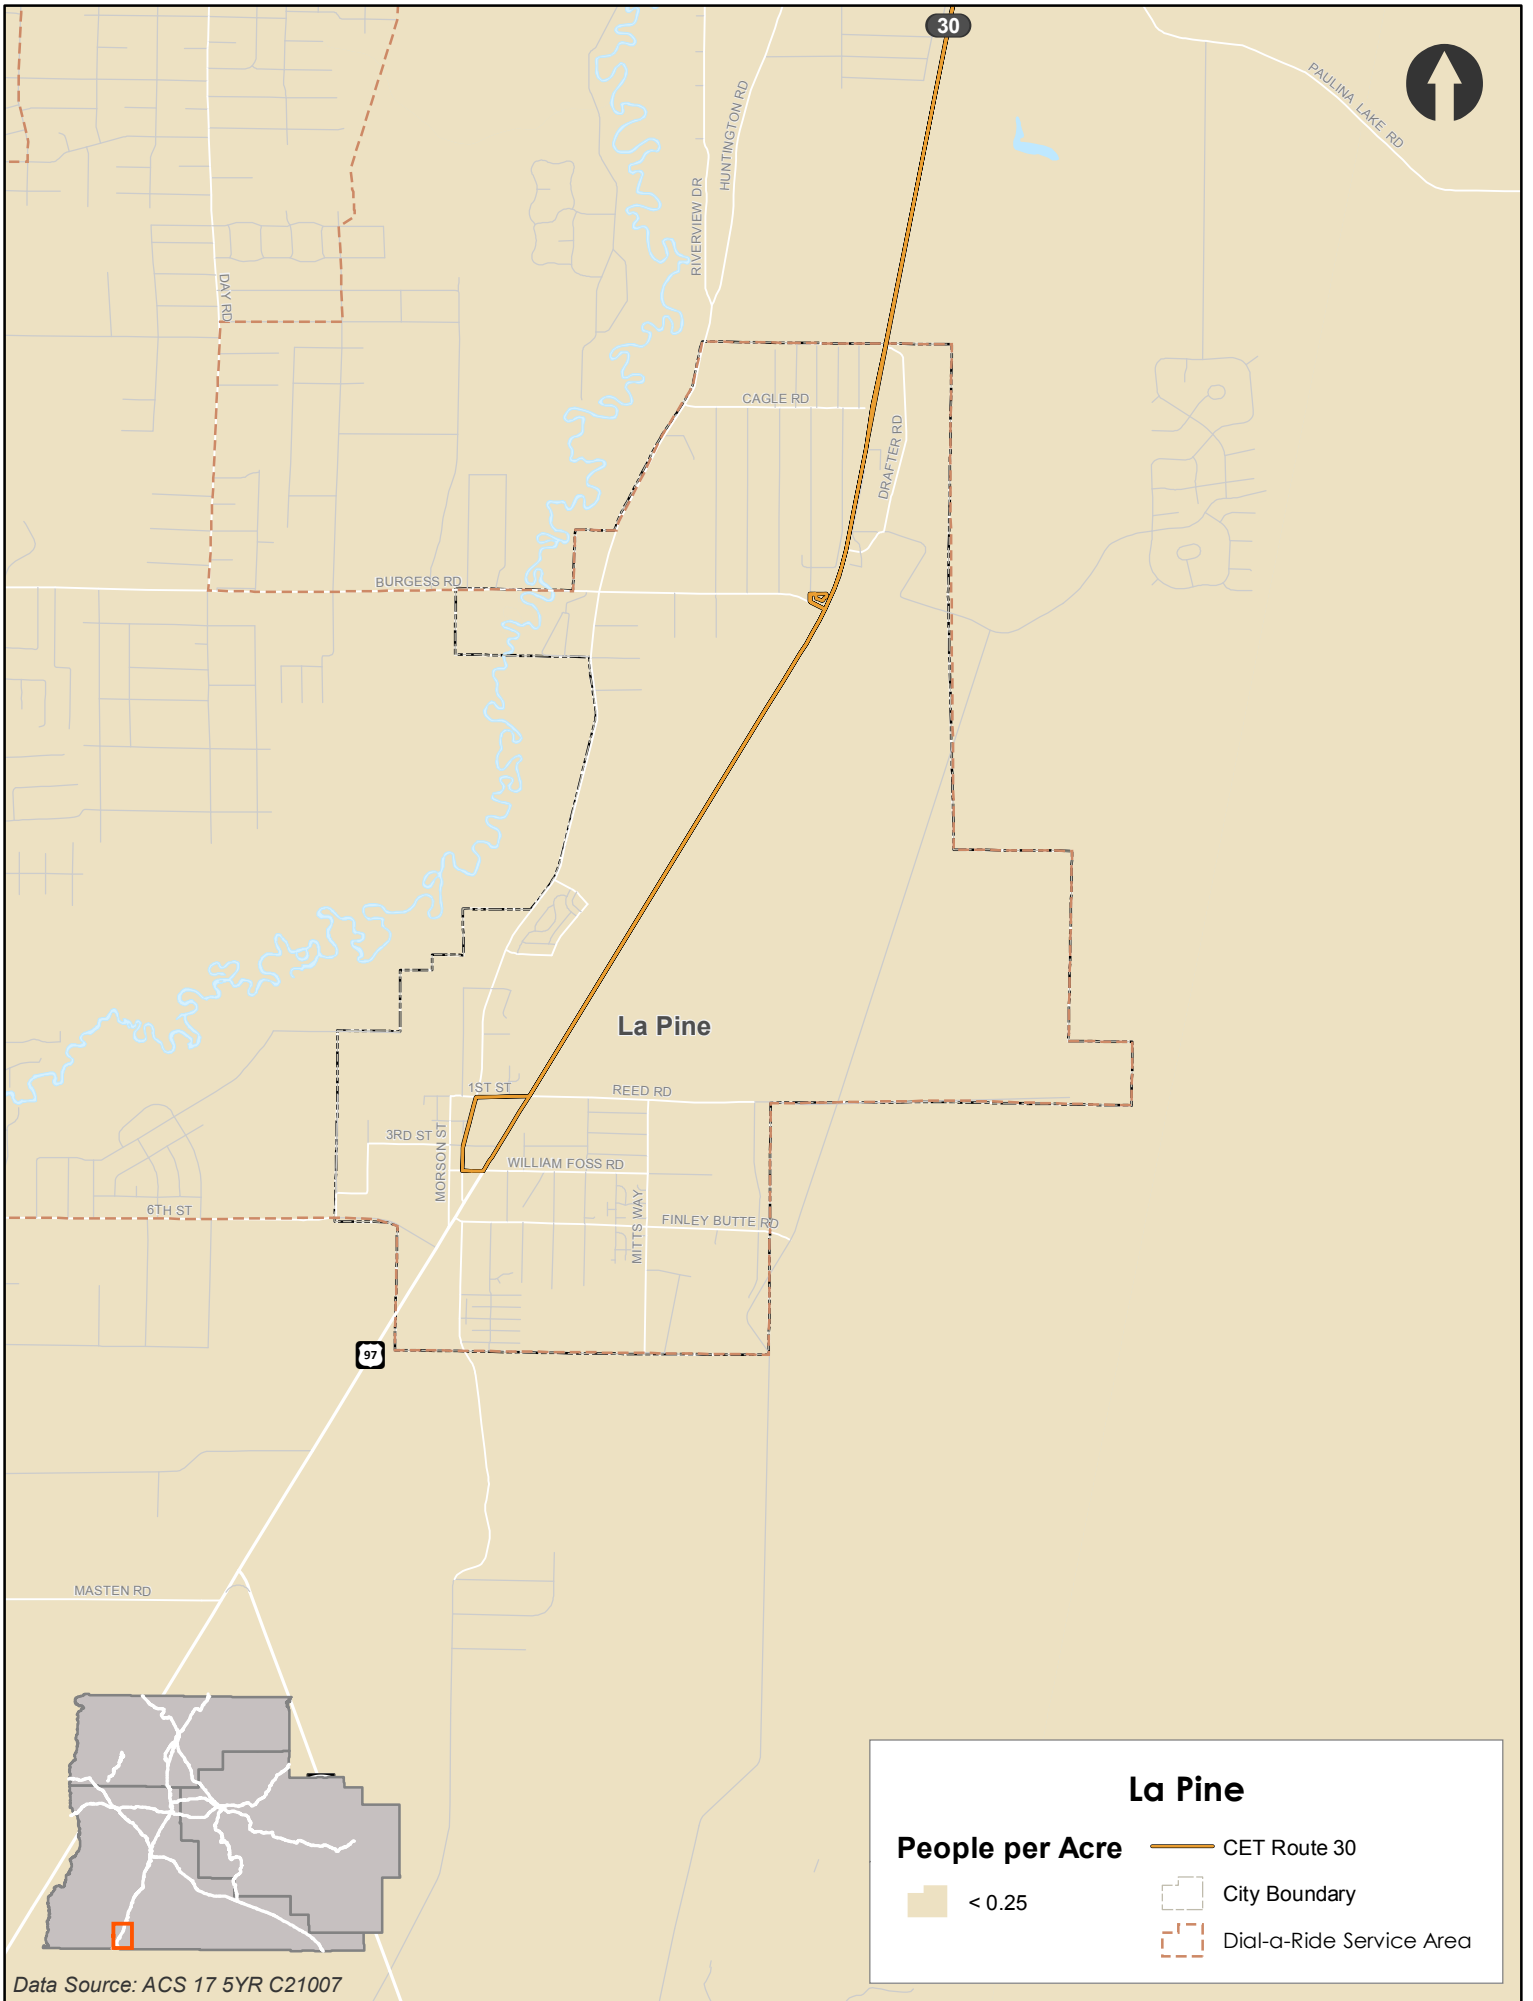 30
PAULINA LAKE RD
HUNTINGTON RD
RIVERVIEW DR
DAY RD
CAGLE RD
DRAFTER RD
BURGESS RD
La Pine
1ST ST
REED RD
3RD ST
MORSON ST
WILLIAM FOSS RD
6TH ST
MITTS WAY
FINLEY BUTTE RD
97
MASTEN RD
La Pine
People per Acre
< 0.25
CET Route 30
City Boundary
Dial-a-Ride Service Area
Data Source: ACS 17 5YR C21007